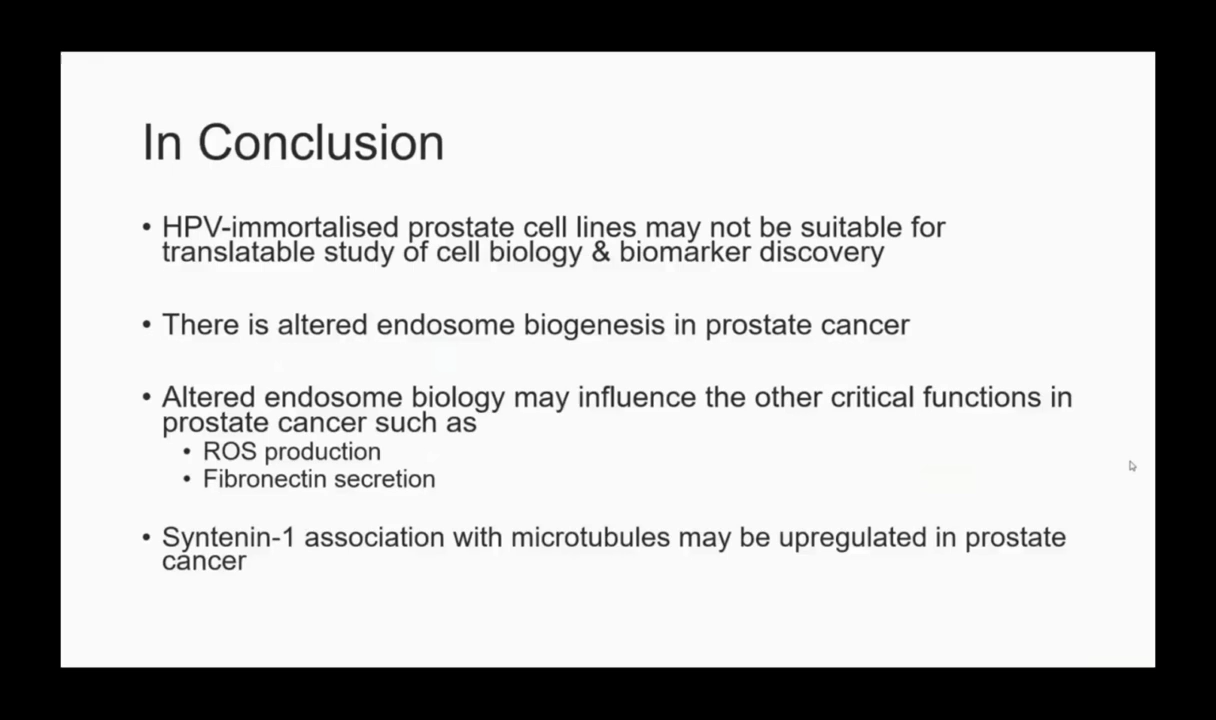 In Conclusion
• HPV-immortalised prostate cell lines may not be suitable for
translatable study of cell biology & biomarker discovery
• There is altered endosome biogenesis in prostate cancer
• Altered endosome biology may influence the other critical functions in
prostate cancer such as
• ROS production
• Fibronectin secretion
• Syntenin-1 association with microtubules may be upregulated in prostate
cancer